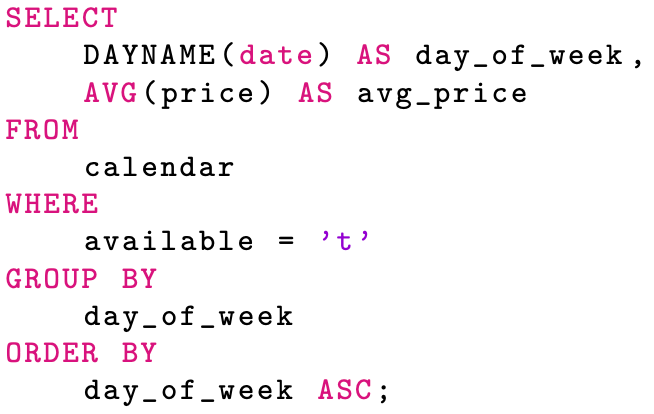 SELECT
    DAYNAME(date) AS day_of_week,
    AVG(price) AS avg_price
FROM
    calendar
WHERE
    available = ’t’
GROUP BY
    day_of_week
ORDER BY
    day_of_week ASC;